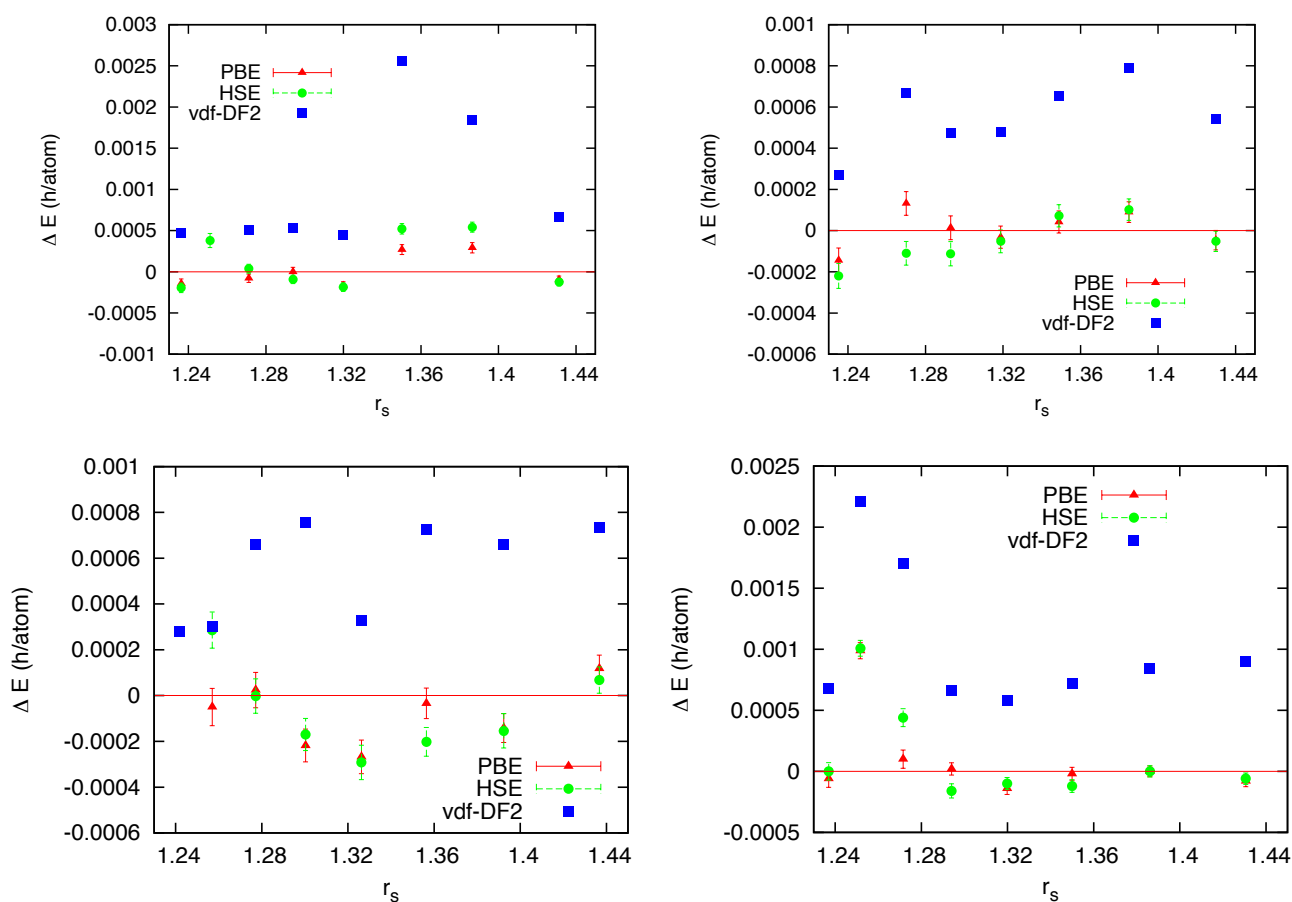 0.003
0.0025
0.002
0.0015
0.001
0.0005
0
-0.0005
-0.001
Δ E (h/atom)
PBE
HSE
vdf-DF2
1.24 1.28 1.32 1.36 1.4 1.44
r_s
0.001
0.0008
0.0006
0.0004
0.0002
0
-0.0002
-0.0004
-0.0006
Δ E (h/atom)
PBE
HSE
vdf-DF2
1.24 1.28 1.32 1.36 1.4 1.44
r_s
0.001
0.0008
0.0006
0.0004
0.0002
0
-0.0002
-0.0004
-0.0006
Δ E (h/atom)
PBE
HSE
vdf-DF2
1.24 1.28 1.32 1.36 1.4 1.44
r_s
0.0025
0.002
0.0015
0.001
0.0005
0
-0.0005
Δ E (h/atom)
PBE
HSE
vdf-DF2
1.24 1.28 1.32 1.36 1.4 1.44
r_s